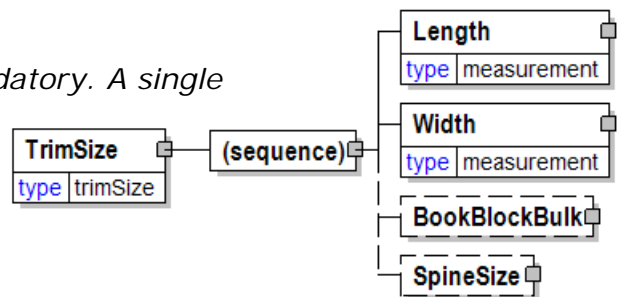 Length
type measurement
datory. A single
Width
type measurement
TrimSize
type trimSize
(sequence)
BookBlockBulk
SpineSize